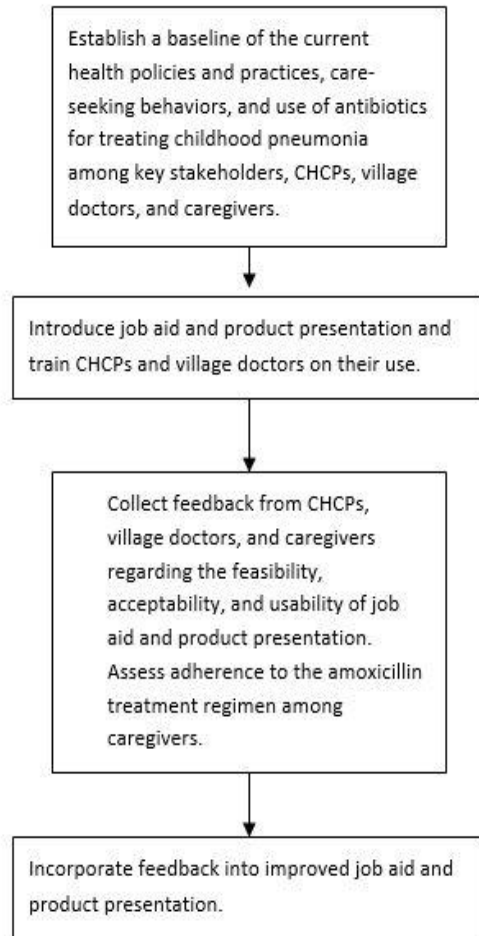 Establish a baseline of the current
health policies and practices, care-
seeking behaviors, and use of antibiotics
for treating childhood pneumonia
among key stakeholders, CHCPs, village
doctors, and caregivers.
Introduce job aid and product presentation and
train CHCPs and village doctors on their use.
Collect feedback from CHCPs,
village doctors, and caregivers
regarding the feasibility,
acceptability, and usability of job
aid and product presentation.
Assess adherence to the amoxicillin
treatment regimen among
caregivers.
Incorporate feedback into improved job aid and
product presentation.